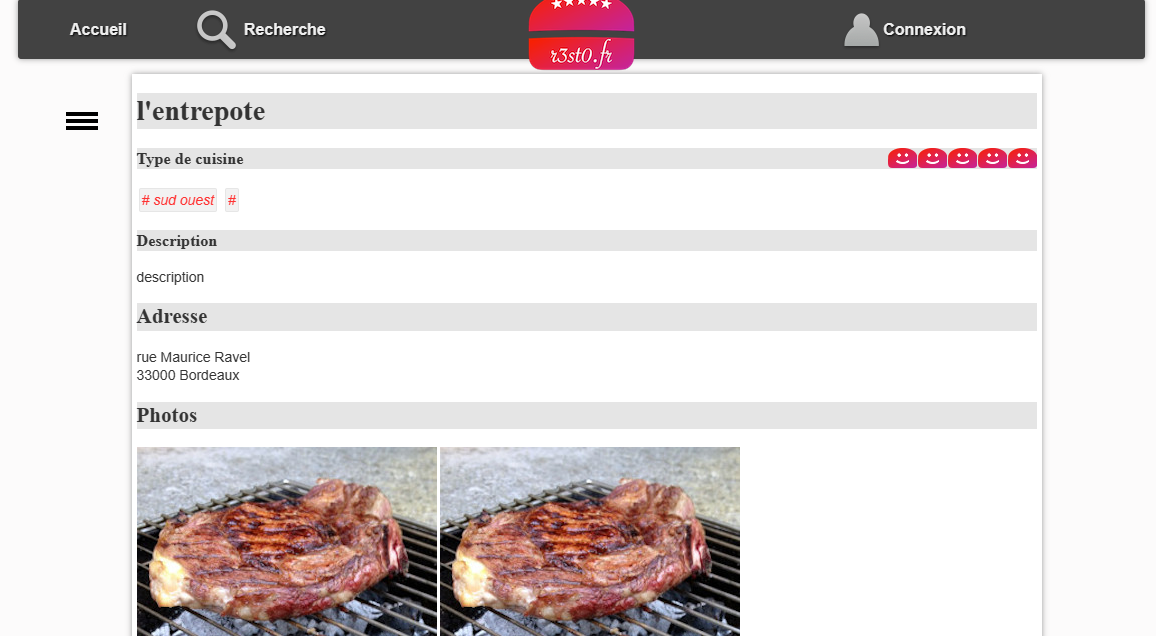 Accueil
Recherche
r3st0.fr
Connexion
l'entrepote
Type de cuisine
# sud ouest #
Description
description
Adresse
rue Maurice Ravel
33000 Bordeaux
Photos